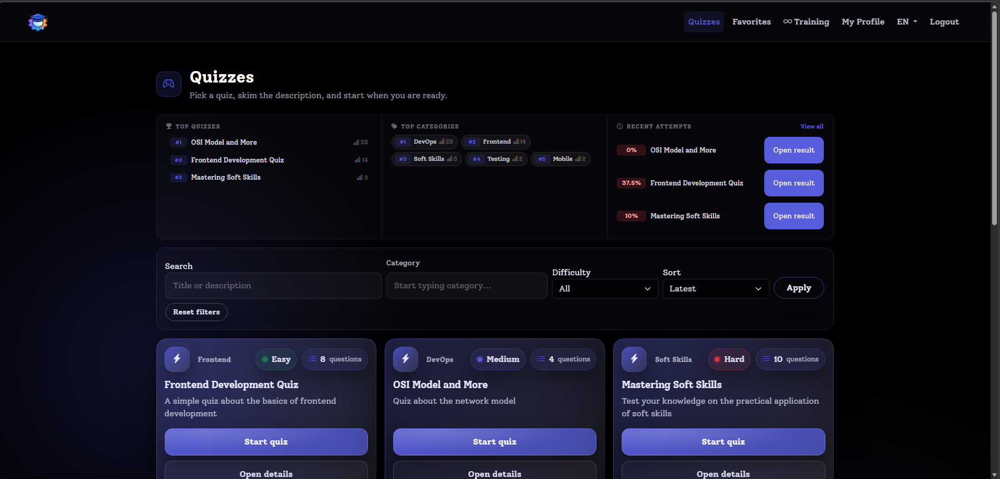 Quizzes Favorites Training My Profile EN Logout
Quizzes
Pick a quiz, skim the description, and start when you are ready.
TOP QUIZZES
#1 OSI Model and More 23
#2 Frontend Development Quiz 14
#3 Mastering Soft Skills 3
TOP CATEGORIES
#1 DevOps 23 #2 Frontend 14
#3 Soft Skills 5 #4 Testing 2 #5 Mobile 2
RECENT ATTEMPTS View all
0% OSI Model and More Open result
37.5% Frontend Development Quiz Open result
10% Mastering Soft Skills Open result
Search
Title or description
Category
Start typing category...
Difficulty
All
Sort
Latest
Apply
Reset filters
Frontend Easy 8 questions
Frontend Development Quiz
A simple quiz about the basics of frontend
development
Start quiz
Open details
DevOps Medium 4 questions
OSI Model and More
Quiz about the network model
Start quiz
Open details
Soft Skills Hard 10 questions
Mastering Soft Skills
Test your knowledge on the practical application
of soft skills
Start quiz
Open details